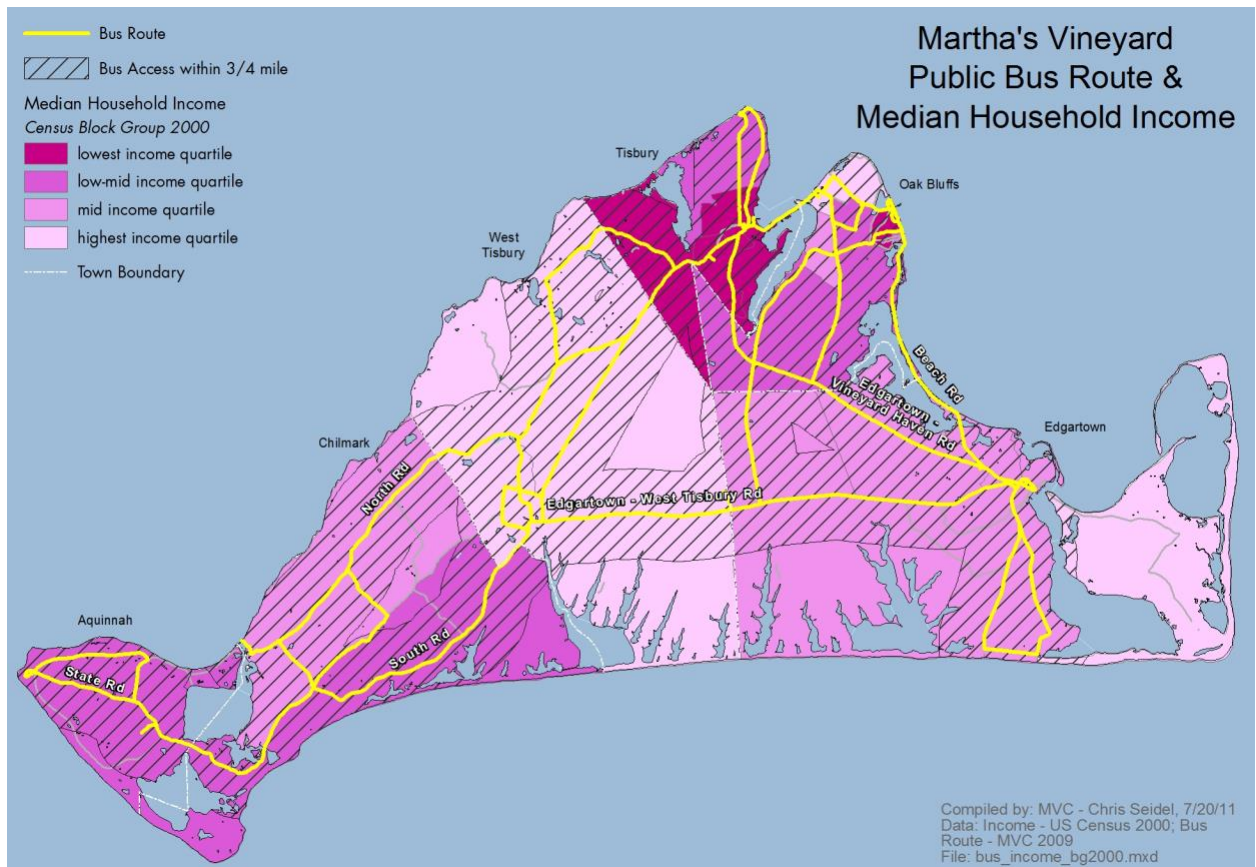 Martha's Vineyard
Public Bus Route &
Median Household Income
Bus Route
Bus Access within 3/4 mile
Median Household Income
Census Block Group 2000
lowest income quartile
low-mid income quartile
mid income quartile
highest income quartile
Town Boundary
Tisbury
Oak Bluffs
West
Tisbury
Beach Rd
Edgartown -
Vineyard Haven Rd
Edgartown
Chilmark
North Rd
Edgartown - West Tisbury Rd
Aquinnah
South Rd
State Rd
Compiled by: MVC - Chris Seidel, 7/20/11
Data: Income - US Census 2000; Bus
Route - MVC 2009
File: bus_income_bg2000.mxd